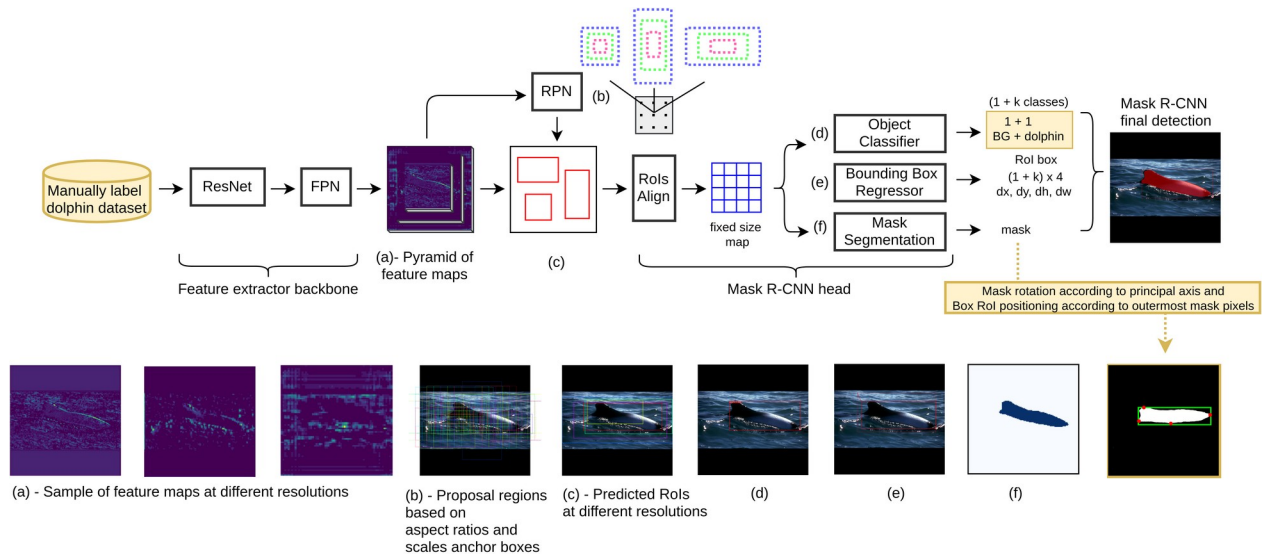 Manually label
dolphin dataset
ResNet
FPN
Feature extractor backbone
(a)- Pyramid of
feature maps
RPN
(b)
(c)
RoIs
Align
fixed size
map
Mask R-CNN head
(d)
Object
Classifier
(e)
Bounding Box
Regressor
(f)
Mask
Segmentation
(1 + k classes)
1 + 1
BG + dolphin
RoI box
(1 + k) x 4
dx, dy, dh, dw
mask
Mask R-CNN
final detection
Mask rotation according to principal axis and
Box RoI positioning according to outermost mask pixels
(a) - Sample of feature maps at different resolutions
(b) - Proposal regions
based on
aspect ratios and
scales anchor boxes
(c) - Predicted RoIs
at different resolutions
(d)
(e)
(f)